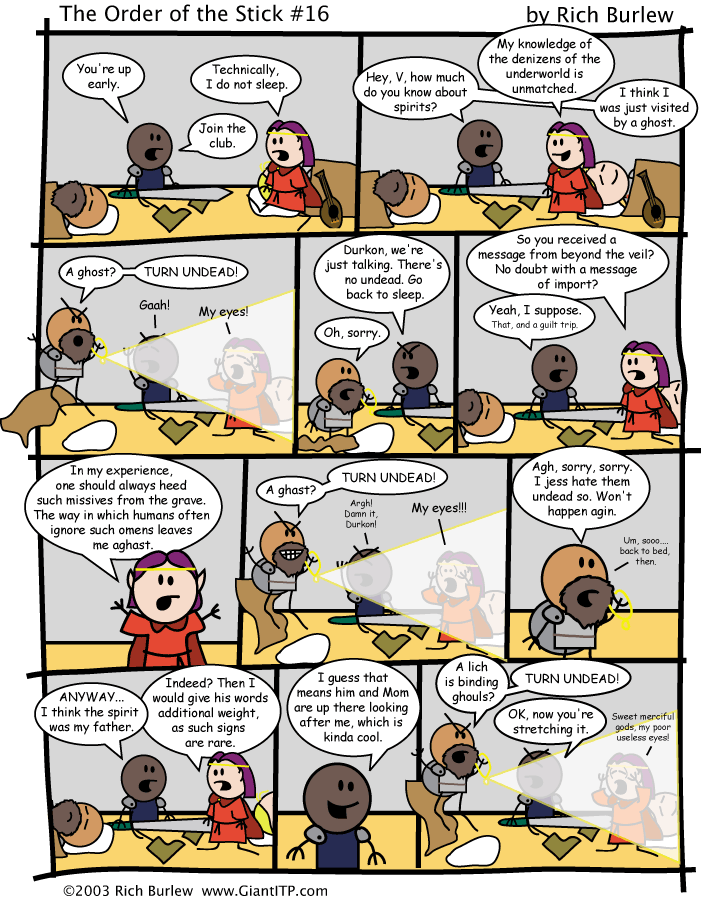 The Order of the Stick #16
by Rich Burlew
You're up
early.
Technically,
I do not sleep.
Join the
club.
Hey, V, how much
do you know about
spirits?
My knowledge of
the denizens of the
underworld is
unmatched.
I think I
was just visited
by a ghost.
A ghost?
TURN UNDEAD!
Gaah!
My eyes!
Durkon, we're
just talking. There's
no undead. Go
back to sleep.
Oh, sorry.
So you received a
message from beyond the veil?
No doubt with a message
of import?
Yeah, I suppose.
That, and a guilt trip.
In my experience,
one should always heed
such missives from the grave.
The way in which humans often
ignore such omens leaves
me aghast.
A ghast?
TURN UNDEAD!
Argh!
Damn it,
Durkon!
My eyes!!!
Agh, sorry, sorry.
I jess hate them
undead so. Won't
happen agin.
Um, sooo....
back to bed,
then.
ANYWAY...
I think the spirit
was my father.
Indeed? Then I
would give his words
additional weight,
as such signs
are rare.
I guess that
means him and Mom
are up there looking
after me, which is
kinda cool.
A lich
is binding
ghouls?
TURN UNDEAD!
OK, now you're
stretching it.
Sweet merciful
gods, my poor
useless eyes!
©2003 Rich Burlew www.GiantITP.com